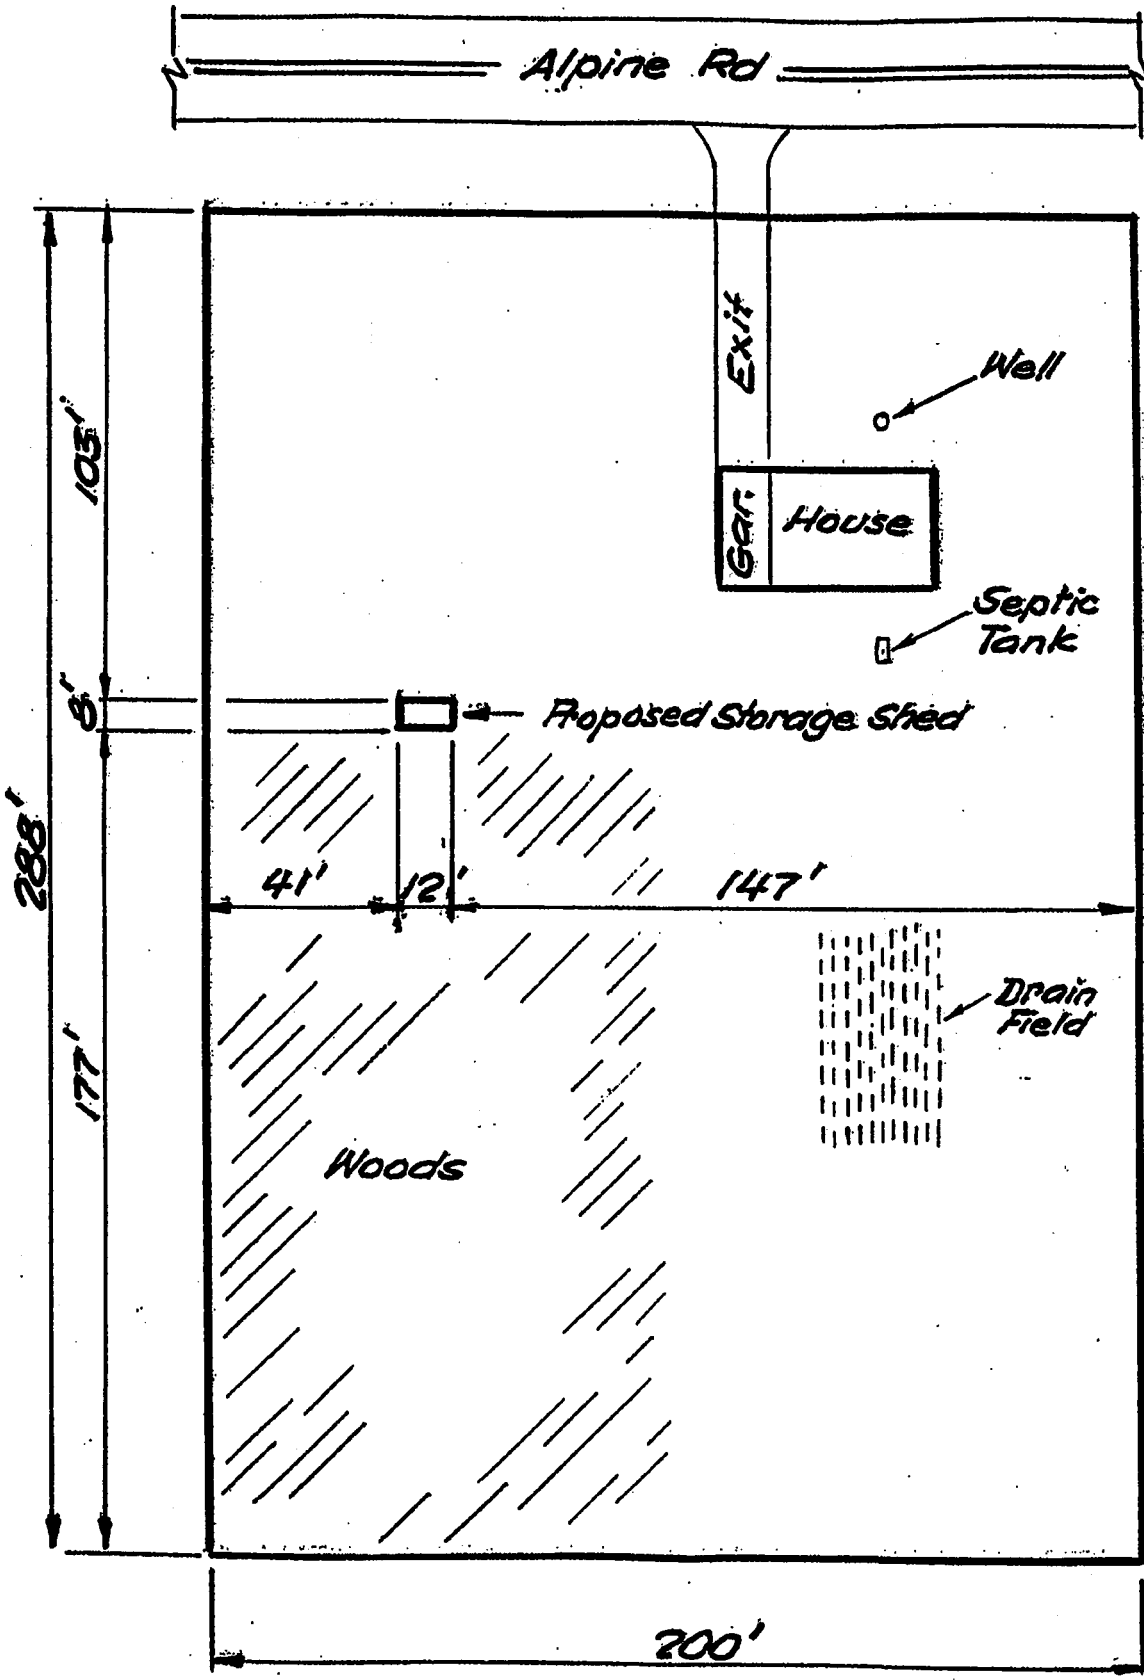 Alpine Rd
Exit
Well
103'
Gar.
House
Septic
Tank
8'
Proposed Storage Shed
288'
41'
12'
147'
177'
Drain
Field
Woods
200'